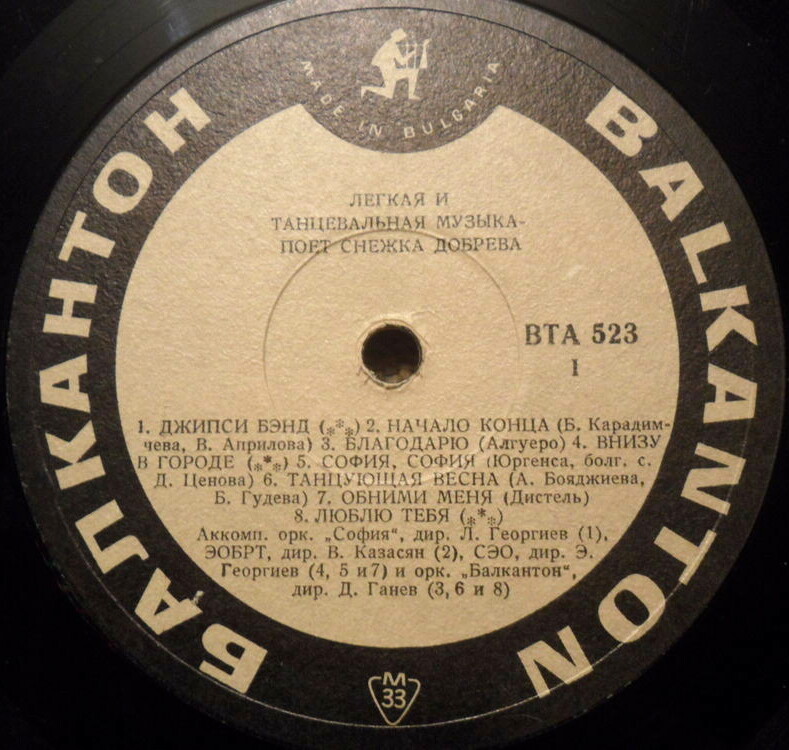 MADE IN BULGARIA
БАЛКАНТОН
BALKANTON
ЛЕГКАЯ И
ТАНЦЕВАЛЬНАЯ МУЗЫКА-
ПОЕТ СНЕЖКА ДОБРЕВА
ВТА 523
I
1. ДЖИПСИ БЭНД (***) 2. НАЧАЛО КОНЦА (Б. Карадим-
чева, В. Априлова) 3. БЛАГОДАРЮ (Алгуеро) 4. ВНИЗУ
В ГОРОДЕ (***) 5. СОФИЯ, СОФИЯ (Юргенса, болг. с.
Д. Ценова) 6. ТАНЦУЮЩАЯ ВЕСНА (А. Бояджиева,
Б. Гудева) 7. ОБНИМИ МЕНЯ (Дистель)
8. ЛЮБЛЮ ТЕБЯ (***)
Аккомп. орк. „София“, дир. Л. Георгиев (1),
ЭОБРТ, дир. В. Казасян (2), СЭО, дир. Э.
Георгиев (4, 5 и 7) и орк. „Балкантон“,
дир. Д. Ганев (3, 6 и 8)
М
33